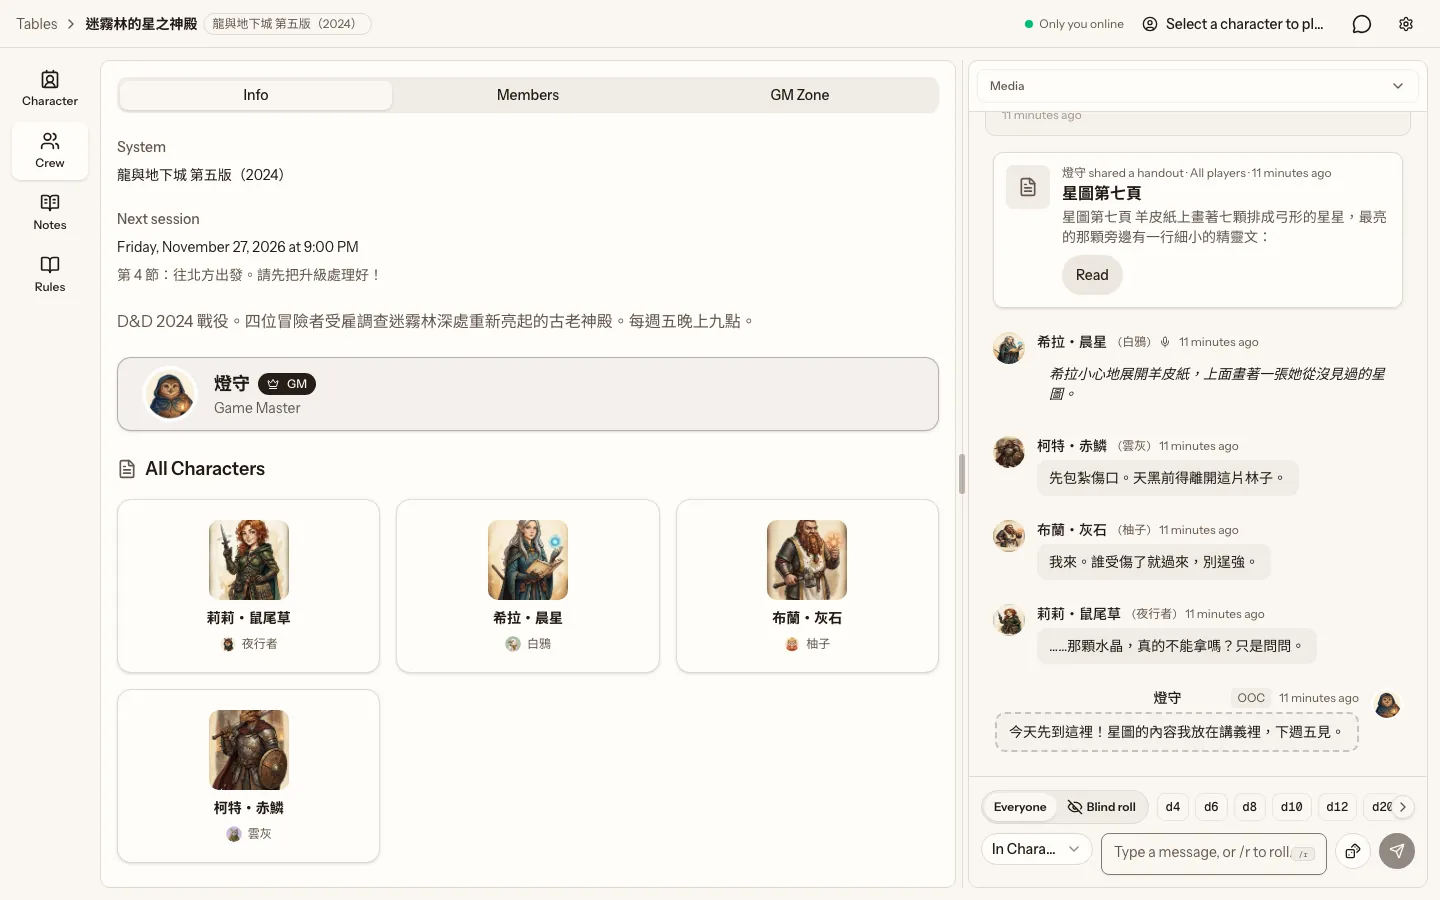 Tables
迷霧林的星之神殿
龍與地下城 第五版（2024）
Only you online
Select a character to pl...
Character
Crew
Notes
Rules
Info
Members
GM Zone
System
龍與地下城 第五版（2024）
Next session
Friday, November 27, 2026 at 9:00 PM
第 4 節：往北方出發。請先把升級處理好！
D&D 2024 戰役。四位冒險者受雇調查迷霧林深處重新亮起的古老神殿。每週五晚上九點。
燈守
GM
Game Master
All Characters
莉莉・鼠尾草
夜行者
希拉・晨星
白鴉
布蘭・灰石
柚子
柯特・赤鱗
雲灰
Media
11 minutes ago
燈守 shared a handout · All players · 11 minutes ago
星圖第七頁
星圖第七頁 羊皮紙上畫著七顆排成弓形的星星，最亮
的那顆旁邊有一行細小的精靈文：
Read
希拉・晨星 （白鴉） 11 minutes ago
希拉小心地展開羊皮紙，上面畫著一張她從沒見過的星
圖。
柯特・赤鱗 （雲灰） 11 minutes ago
先包紮傷口。天黑前得離開這片林子。
布蘭・灰石 （柚子） 11 minutes ago
我來。誰受傷了就過來，別逞強。
莉莉・鼠尾草 （夜行者） 11 minutes ago
……那顆水晶，真的不能拿嗎？只是問問。
燈守 OOC 11 minutes ago
今天先到這裡！星圖的內容我放在講義裡，下週五見。
Everyone
Blind roll
d4
d6
d8
d10
d12
d20
In Chara...
Type a message, or /r to roll.
/r